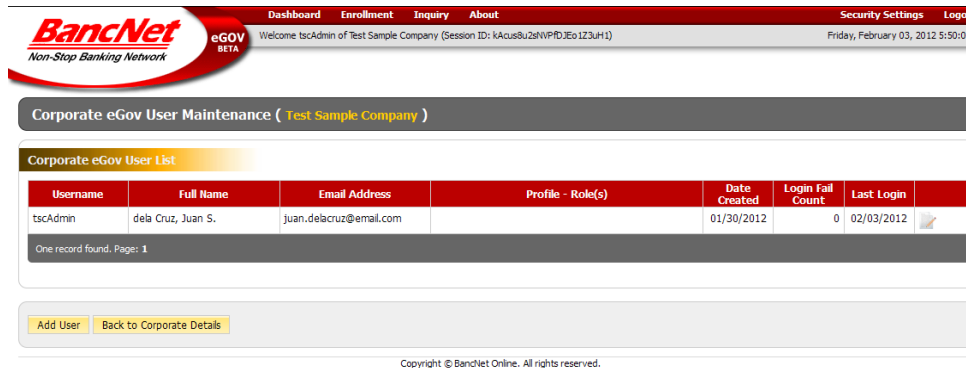 Dashboard Enrollment Inquiry About Security Settings Logo
BancNet
eGOV
BETA
Non-Stop Banking Network
Welcome tscAdmin of Test Sample Company (Session ID: kAcus8u2sNVPfDJEo1Z3uH1) Friday, February 03, 2012 5:50:0
Corporate eGov User Maintenance ( Test Sample Company )
Corporate eGov User List
Username Full Name Email Address Profile - Role(s) Date Created Login Fail Count Last Login
tscAdmin dela Cruz, Juan S. juan.delacruz@email.com 01/30/2012 0 02/03/2012
One record found. Page: 1
Add User Back to Corporate Details
Copyright © BancNet Online. All rights reserved.